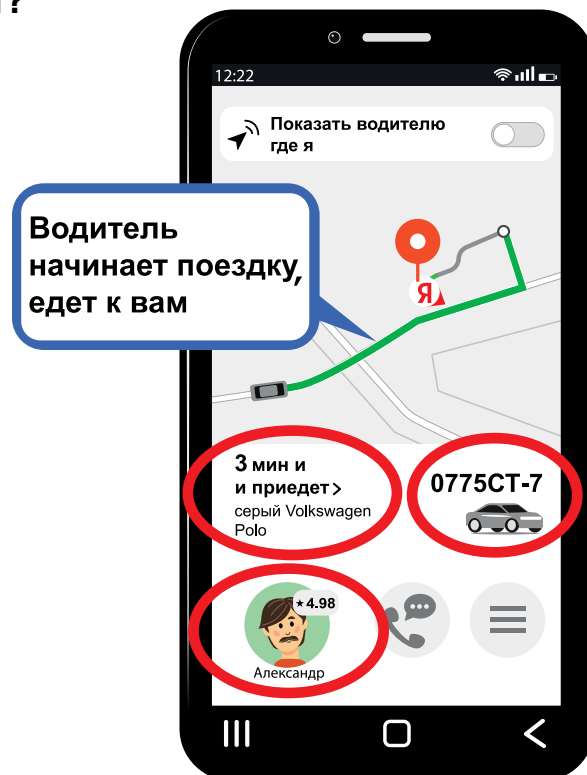 12:22
Показать водителю
где я
Водитель
начинает поездку,
едет к вам
Я
3 мин и
и приедет >
серый Volkswagen
Polo
0775СТ-7
★4.98
Александр